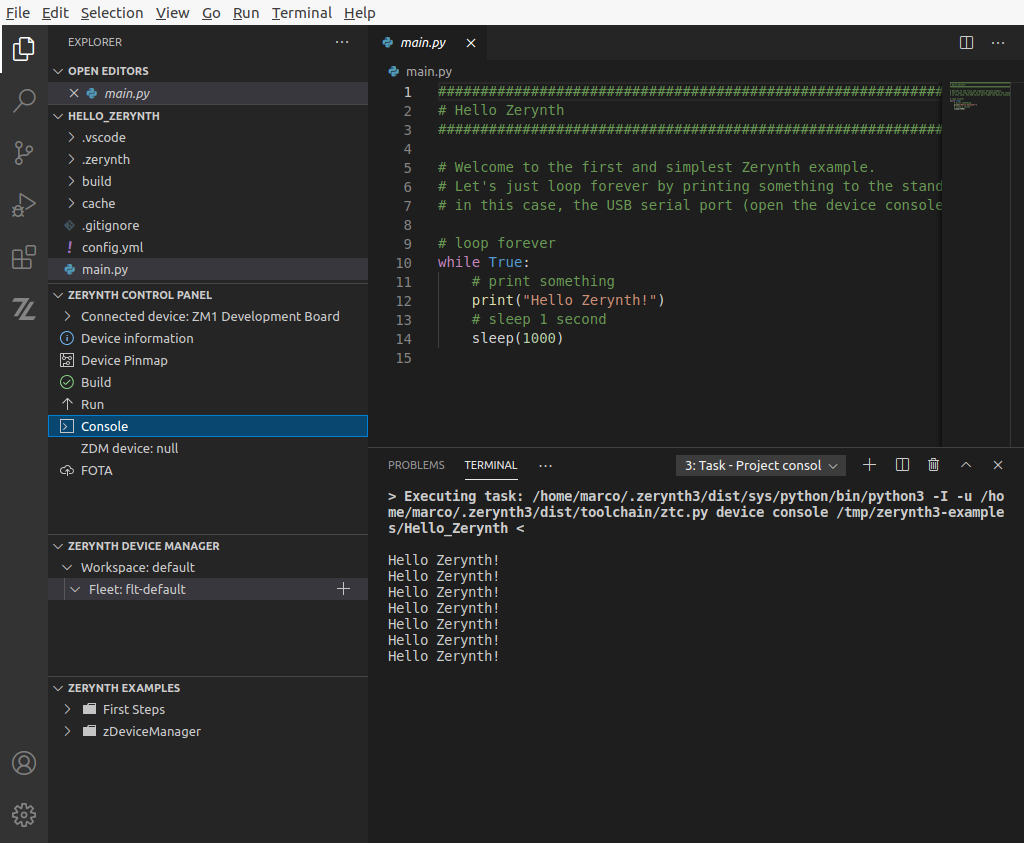 File Edit Selection View Go Run Terminal Help
EXPLORER
OPEN EDITORS
main.py
HELLO_ZERYNTH
.vscode
.zerynth
build
cache
.gitignore
! config.yml
main.py
ZERYNTH CONTROL PANEL
Connected device: ZM1 Development Board
Device information
Device Pinmap
Build
Run
Console
ZDM device: null
FOTA
ZERYNTH DEVICE MANAGER
Workspace: default
Fleet: flt-default
ZERYNTH EXAMPLES
First Steps
zDeviceManager
main.py
main.py
1 ############################################################
2 # Hello Zerynth
3 ############################################################
4
5 # Welcome to the first and simplest Zerynth example.
6 # Let's just loop forever by printing something to the stand
7 # in this case, the USB serial port (open the device console
8
9 # loop forever
10 while True:
11 # print something
12 print("Hello Zerynth!")
13 # sleep 1 second
14 sleep(1000)
15
PROBLEMS TERMINAL ··· 3: Task - Project consol
> Executing task: /home/marco/.zerynth3/dist/sys/python/bin/python3 -I -u /ho
me/marco/.zerynth3/dist/toolchain/ztc.py device console /tmp/zerynth3-example
s/Hello_Zerynth <
Hello Zerynth!
Hello Zerynth!
Hello Zerynth!
Hello Zerynth!
Hello Zerynth!
Hello Zerynth!
Hello Zerynth!